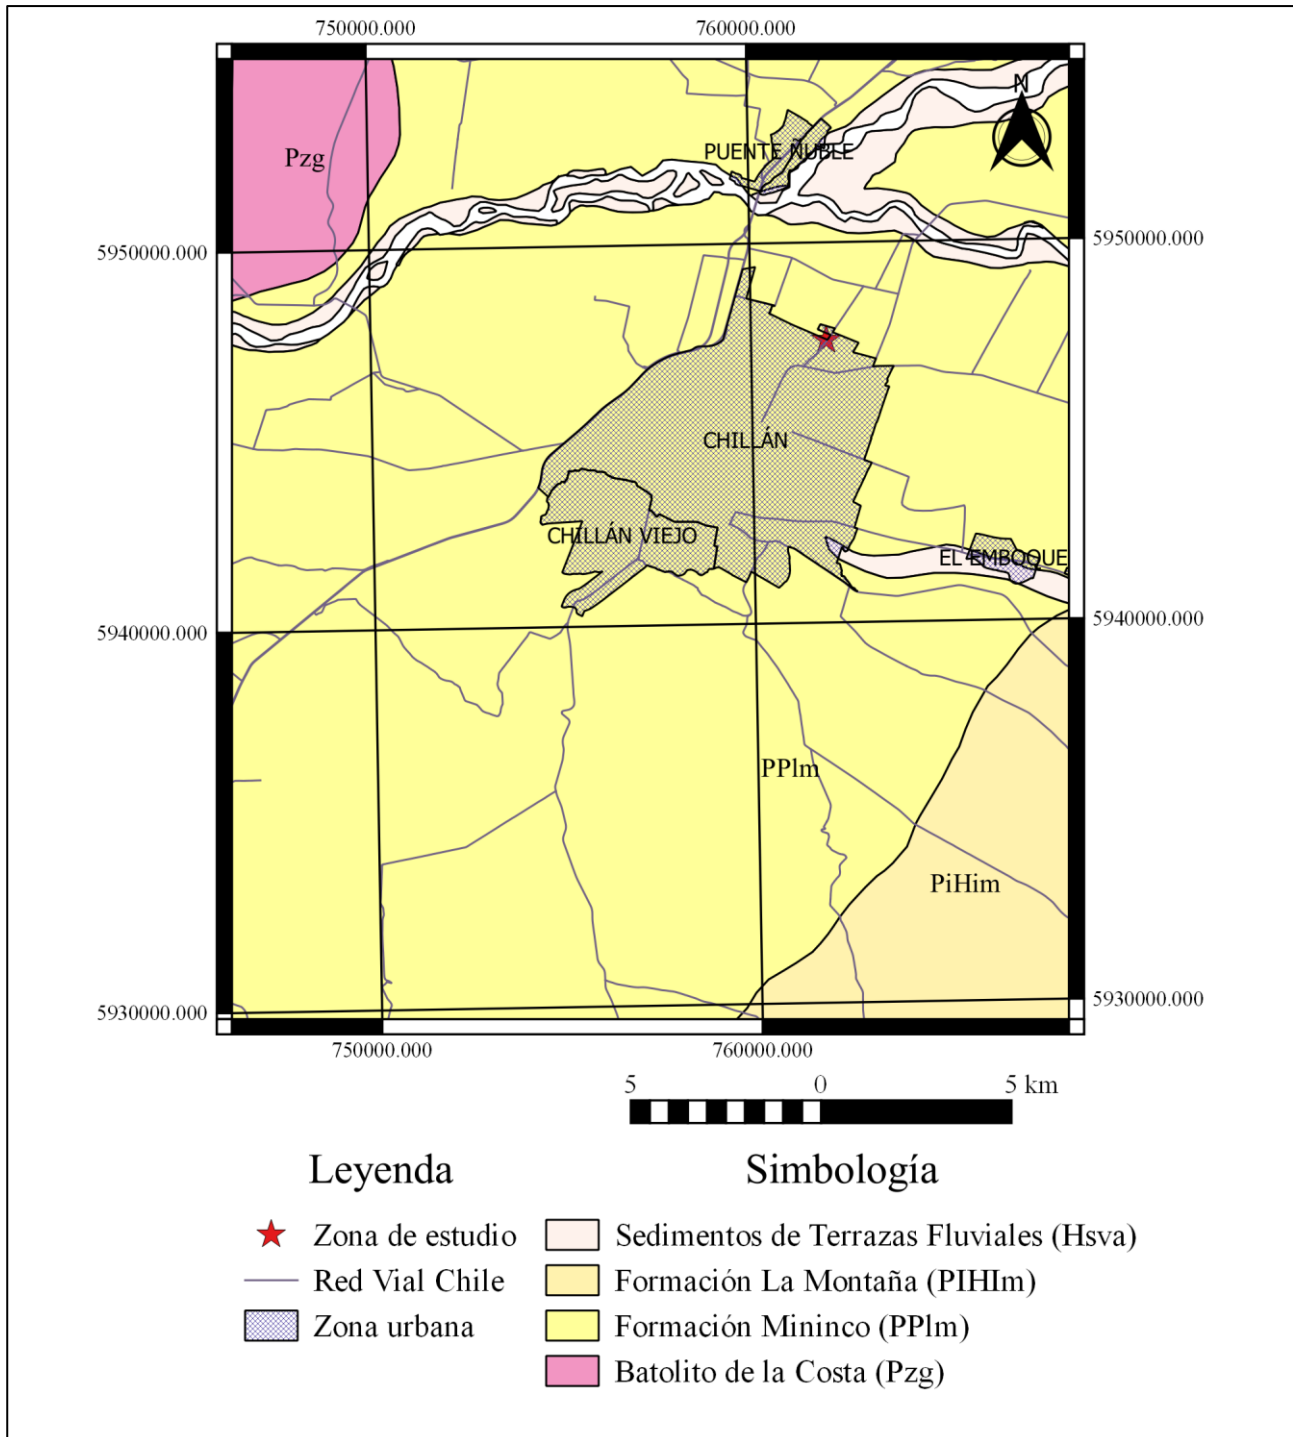 750000.000 760000.000
N
PUENTE ÑUBLE
Pzg
5950000.000 5950000.000
CHILLÁN
CHILLÁN VIEJO
EL EMBOQUE
5940000.000 5940000.000
PPlm
PiHim
5930000.000 5930000.000
750000.000 760000.000
5 0 5 km
Leyenda
Zona de estudio
Red Vial Chile
Zona urbana
Simbología
Sedimentos de Terrazas Fluviales (Hsva)
Formación La Montaña (PIHIm)
Formación Mininco (PPlm)
Batolito de la Costa (Pzg)